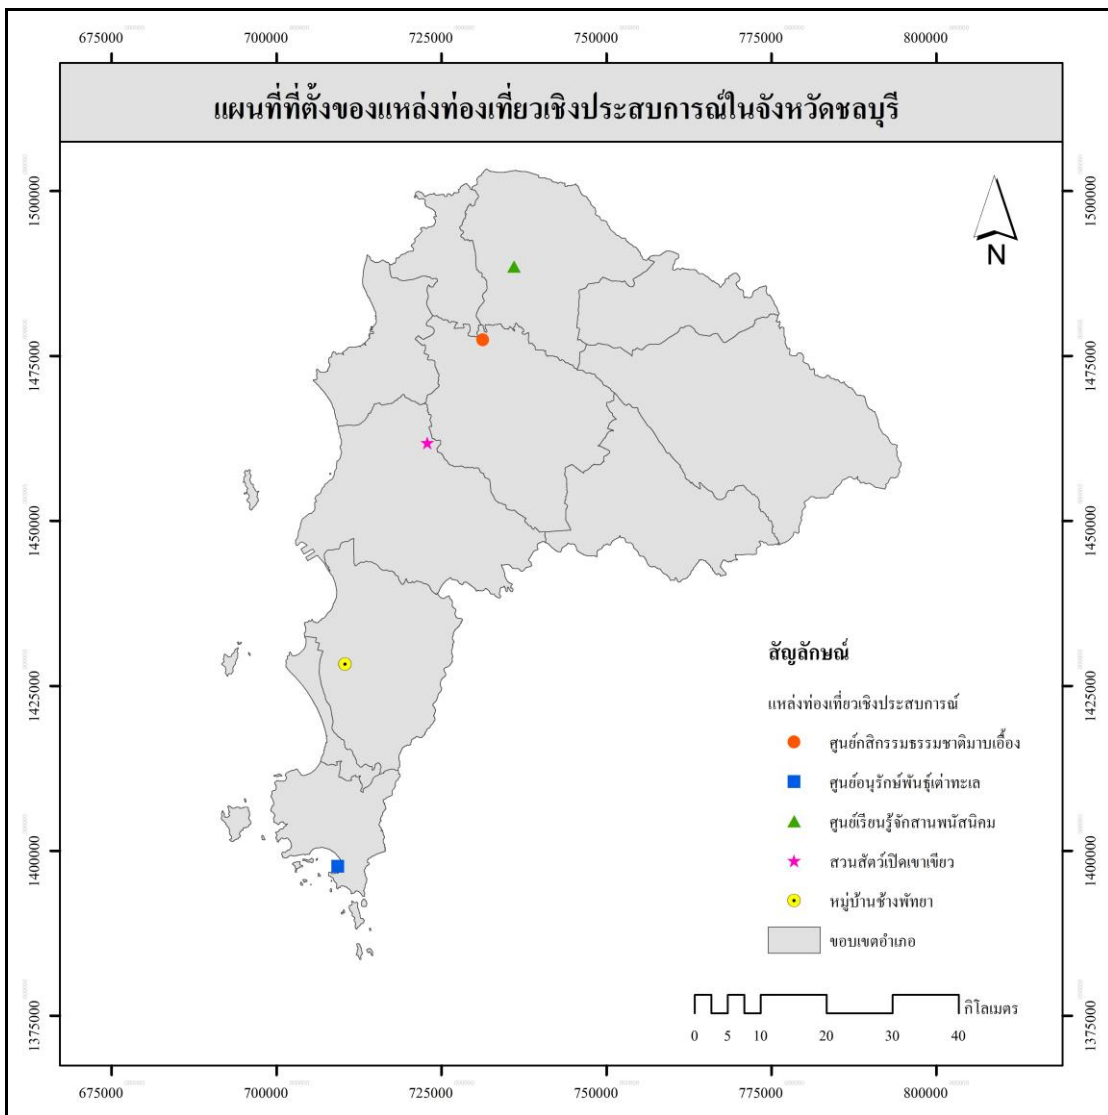 675000 700000 725000 750000 775000 800000
แผนที่ที่ตั้งของแหล่งท่องเที่ยวเชิงประสบการณ์ในจังหวัดชลบุรี
1500000 1500000
N
1475000 1475000
1450000 1450000
1425000 1425000
สัญลักษณ์
แหล่งท่องเที่ยวเชิงประสบการณ์
ศูนย์กสิกรรมธรรมชาติมาบเอื้อง
ศูนย์อนุรักษ์พันธุ์เต่าทะเล
ศูนย์เรียนรู้จักสานพนัสนิคม
1400000 1400000
สวนสัตว์เปิดเขาเขียว
หมู่บ้านช้างพัทยา
ขอบเขตอำเภอ
1375000 1375000
กิโลเมตร
0 5 10 20 30 40
675000 700000 725000 750000 775000 800000